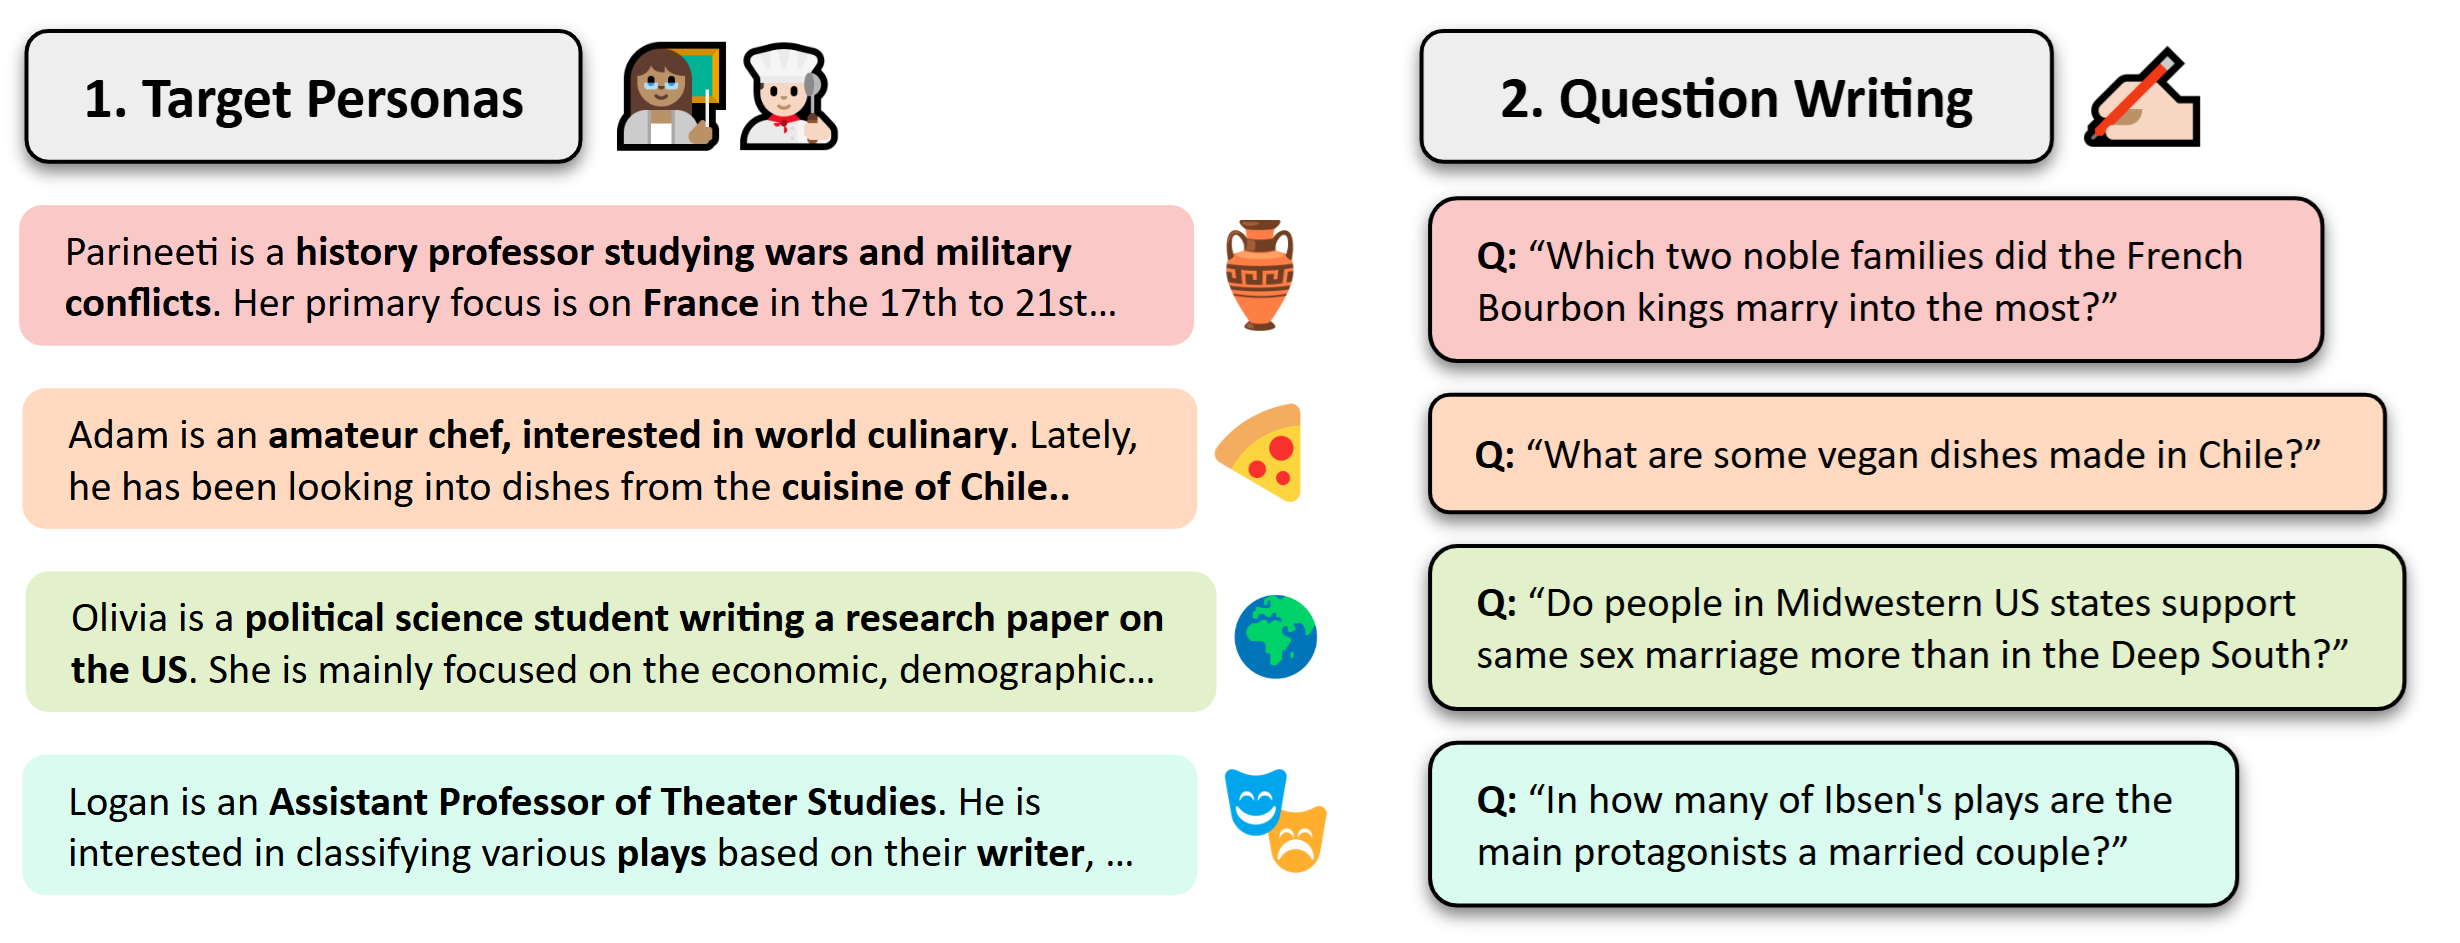 1. Target Personas
Parineeti is a history professor studying wars and military
conflicts. Her primary focus is on France in the 17th to 21st...
Adam is an amateur chef, interested in world culinary. Lately,
he has been looking into dishes from the cuisine of Chile..
Olivia is a political science student writing a research paper on
the US. She is mainly focused on the economic, demographic...
Logan is an Assistant Professor of Theater Studies. He is
interested in classifying various plays based on their writer, ...
2. Question Writing
Q: “Which two noble families did the French
Bourbon kings marry into the most?”
Q: “What are some vegan dishes made in Chile?”
Q: “Do people in Midwestern US states support
same sex marriage more than in the Deep South?”
Q: “In how many of Ibsen's plays are the
main protagonists a married couple?”